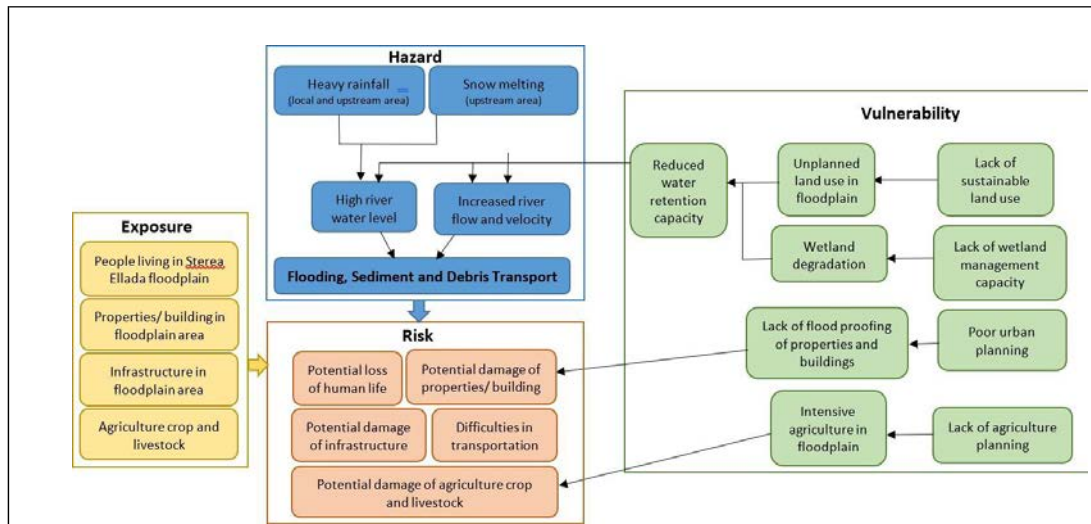 Hazard
Heavy rainfall
(local and upstream area)
Snow melting
(upstream area)
High river
water level
Increased river
flow and velocity
Flooding, Sediment and Debris Transport
Exposure
People living in Sterea
Ellada floodplain
Properties/ building in
floodplain area
Infrastructure in
floodplain area
Agriculture crop and
livestock
Risk
Potential loss
of human life
Potential damage of
properties/ building
Potential damage
of infrastructure
Difficulties in
transportation
Potential damage of agriculture crop
and livestock
Vulnerability
Reduced
water
retention
capacity
Unplanned
land use in
floodplain
Lack of
sustainable
land use
Wetland
degradation
Lack of wetland
management
capacity
Lack of flood proofing
of properties and
buildings
Poor urban
planning
Intensive
agriculture in
floodplain
Lack of agriculture
planning